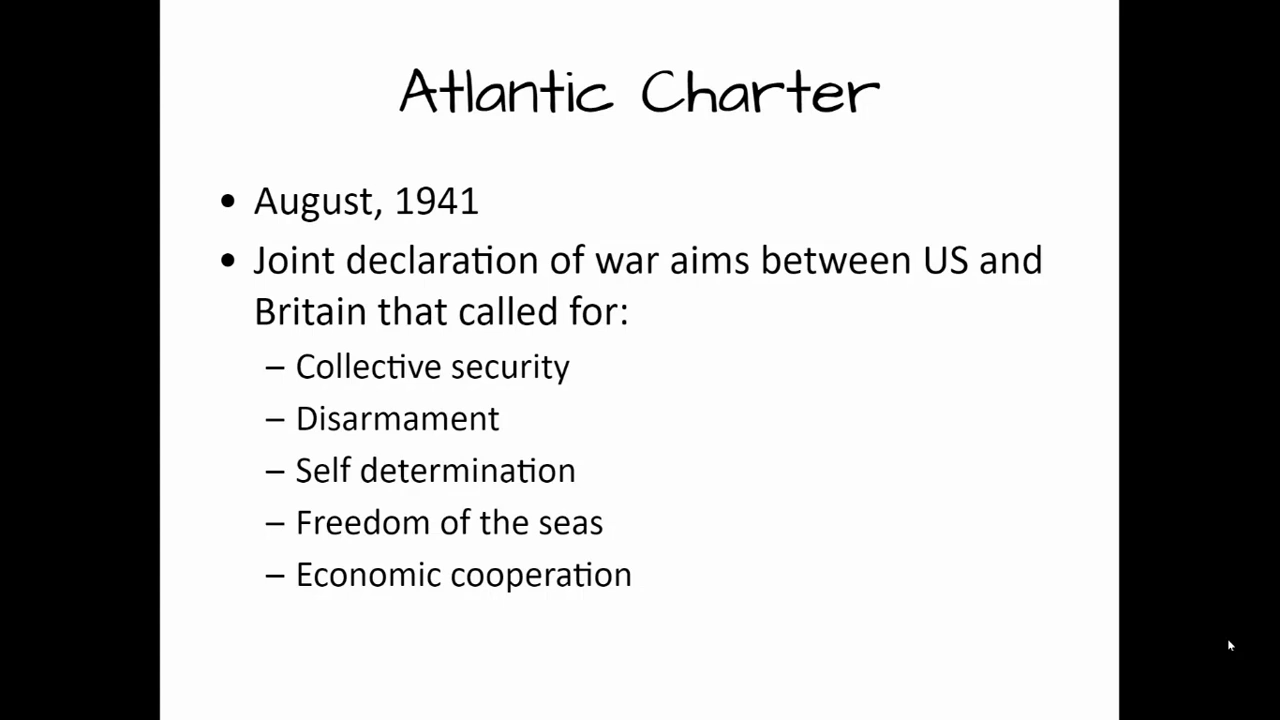 Atlantic Charter
• August, 1941
• Joint declaration of war aims between US and
Britain that called for:
– Collective security
– Disarmament
– Self determination
– Freedom of the seas
– Economic cooperation